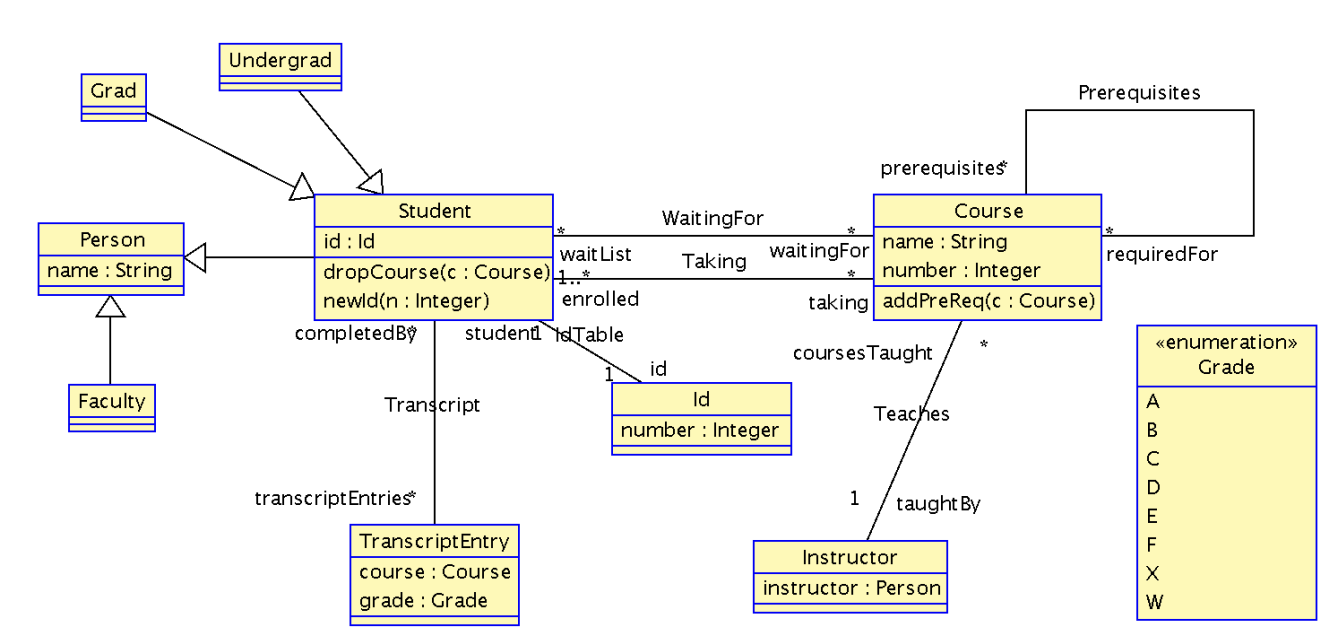 Undergrad
Grad
Prerequisites
prerequisites*
Student
id : Id
dropCourse(c : Course)
newId(n : Integer)
Course
name : String
number : Integer
addPreReq(c : Course)
Person
name : String
*
WaitingFor
*
waitList
waitingFor
*
requiredFor
1..*
Taking
*
enrolled
taking
completedBy
*
student
1
IdTable
coursesTaught
*
«enumeration»
Grade
A
B
C
D
E
F
X
W
1
id
Id
number : Integer
Faculty
Transcript
Teaches
transcriptEntries*
1
taughtBy
TranscriptEntry
course : Course
grade : Grade
Instructor
instructor : Person